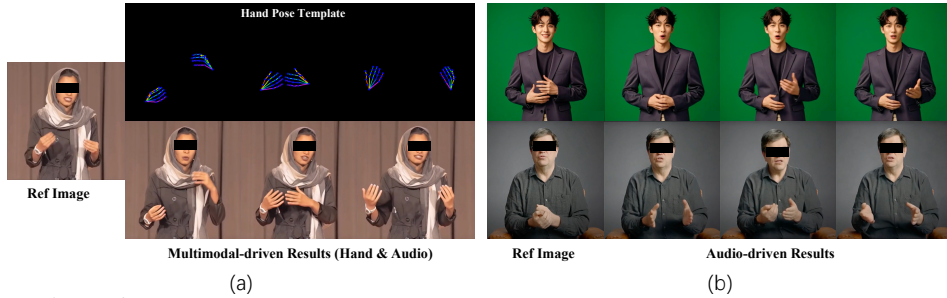 Hand Pose Template
Ref Image
Multimodal-driven Results (Hand & Audio)
(a)
Ref Image
Audio-driven Results
(b)